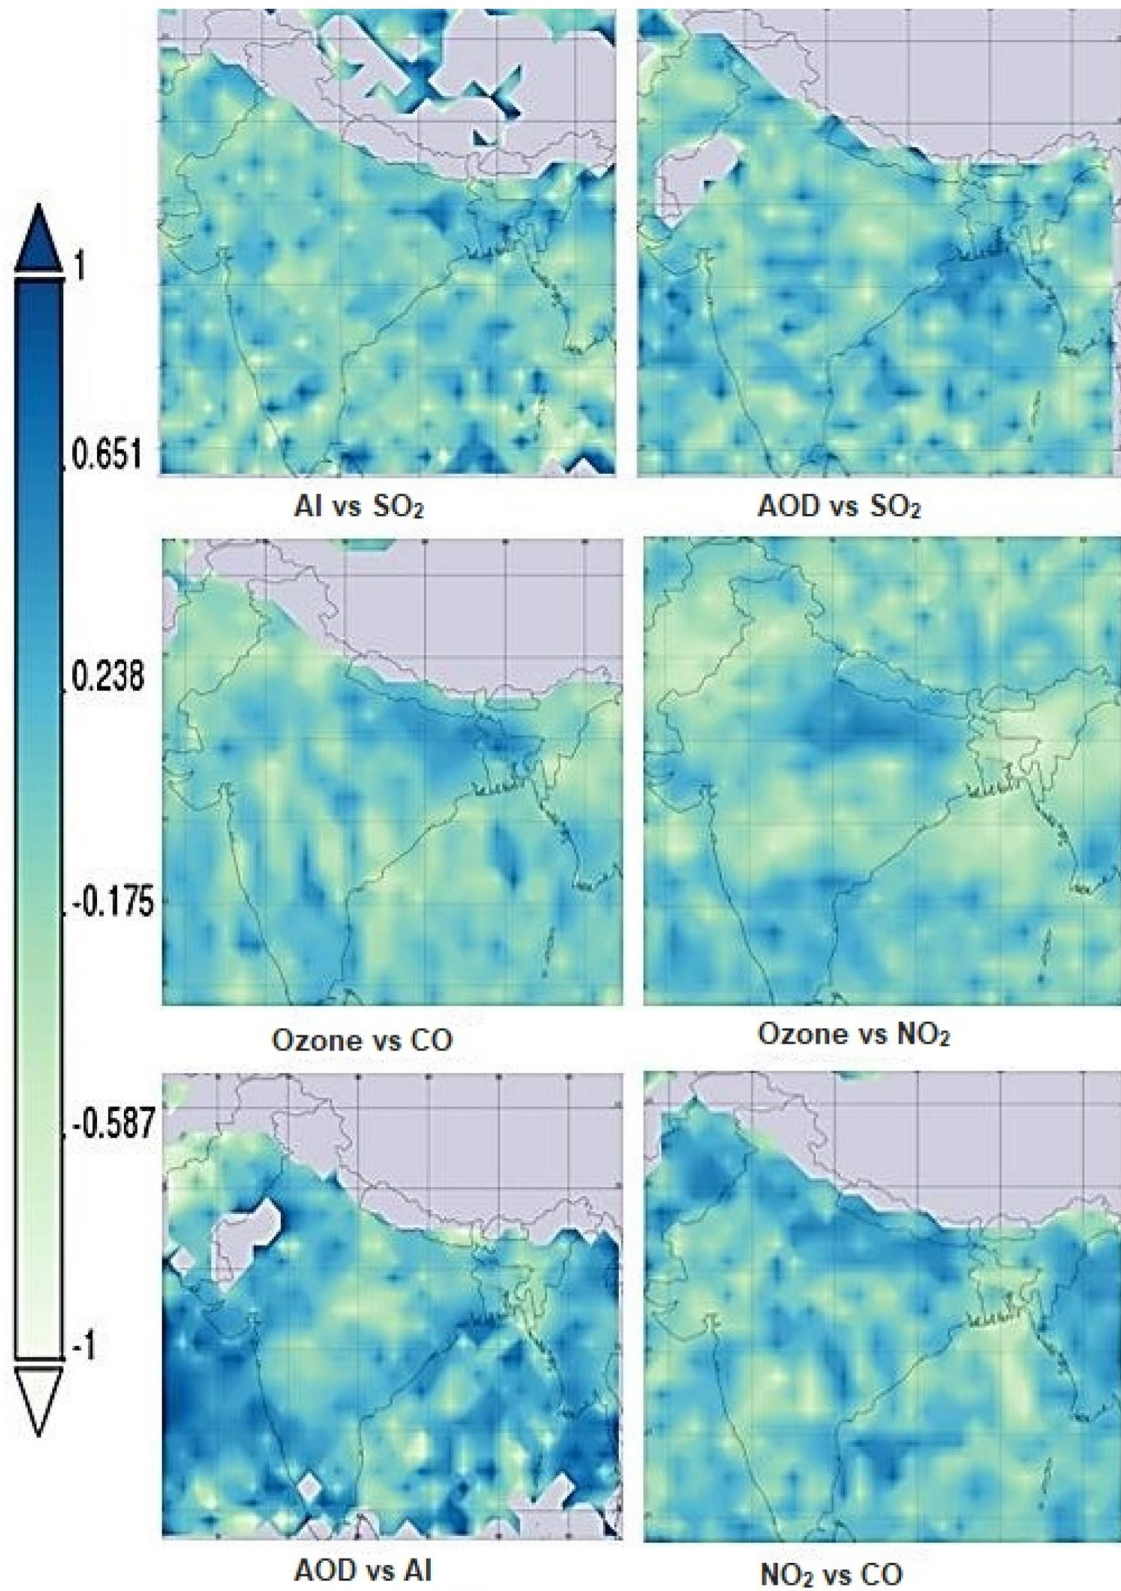 1
0.651
0.238
-0.175
-0.587
-1
AI vs SO₂
AOD vs SO₂
Ozone vs CO
Ozone vs NO₂
AOD vs AI
NO₂ vs CO